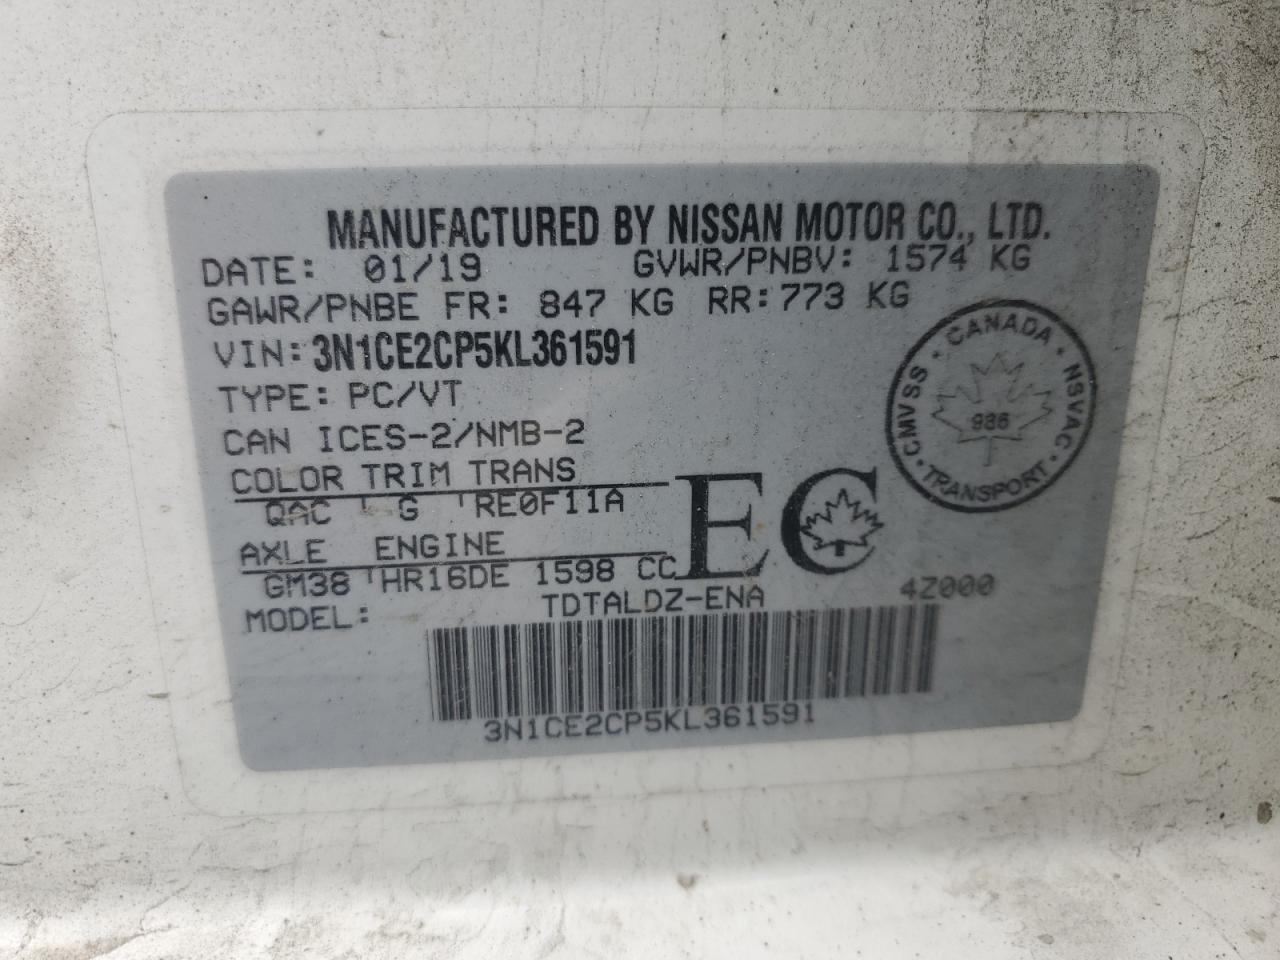 MANUFACTURED BY NISSAN MOTOR CO., LTD.
DATE: 01/19 GVWR/PNBV: 1574 KG
GAWR/PNBE FR: 847 KG RR: 773 KG
VIN: 3N1CE2CP5KL361591
TYPE: PC/VT
CAN ICES-2/NMB-2
COLOR TRIM TRANS
QAC G RE0F11A
AXLE ENGINE
GM38 HR16DE 1598 CC
MODEL: TDTALDZ-ENA 4Z000
3N1CE2CP5KL361591
EC
CANADA · NSVAC · TRANSPORT · CMVSS ·
986